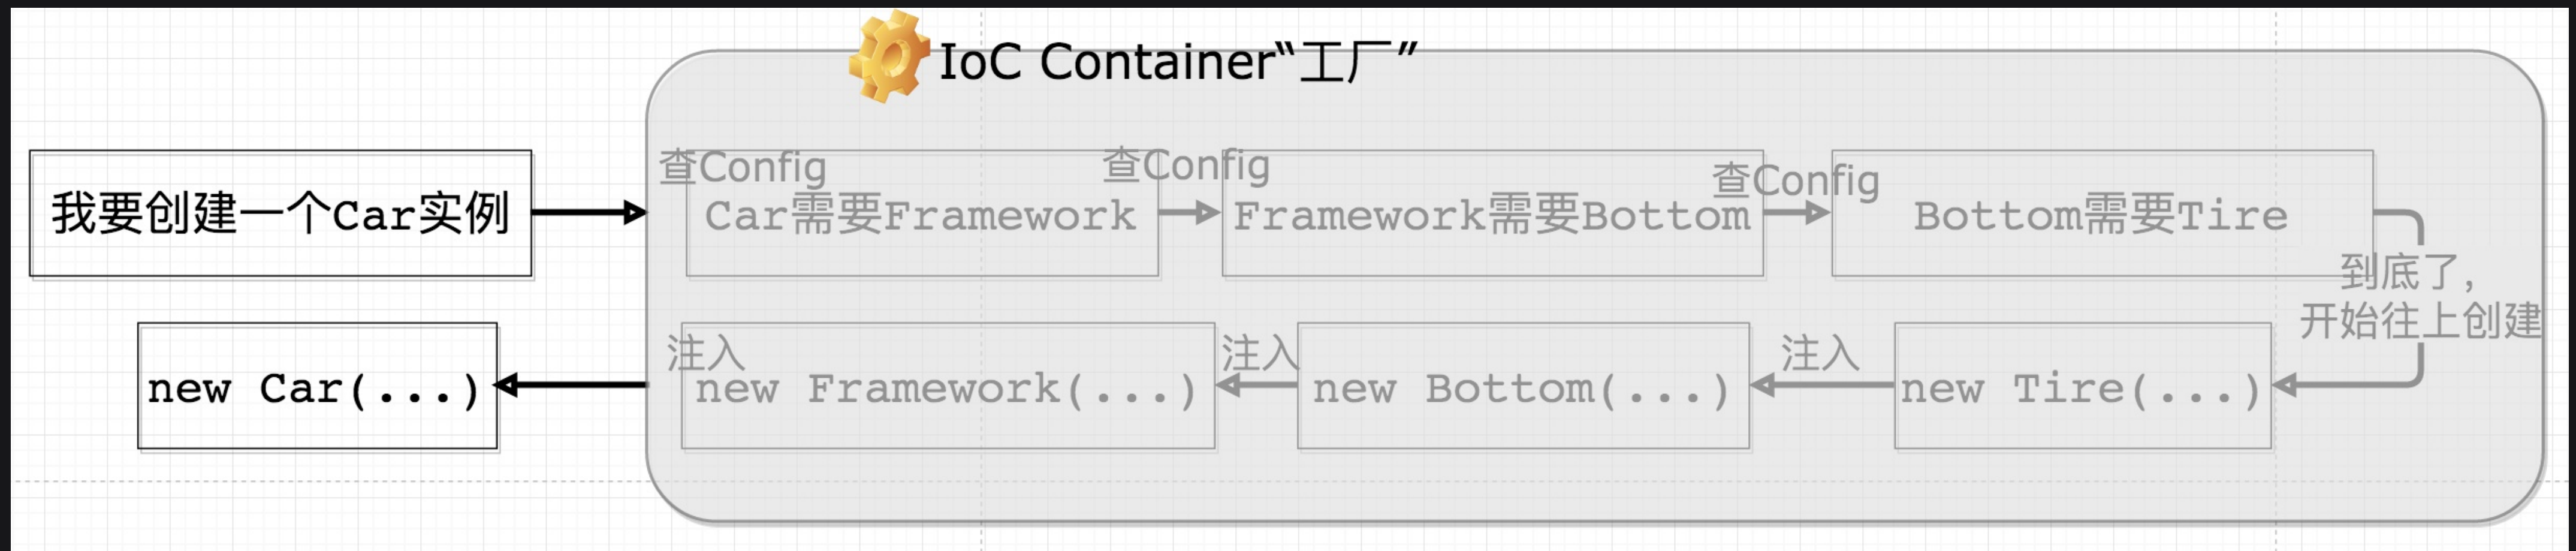 IoC Container“工厂”
我要创建一个Car实例
查Config
Car需要Framework
查Config
Framework需要Bottom
查Config
Bottom需要Tire
到底了，
开始往上创建
new Tire(...)
注入
new Bottom(...)
注入
new Framework(...)
注入
new Car(...)